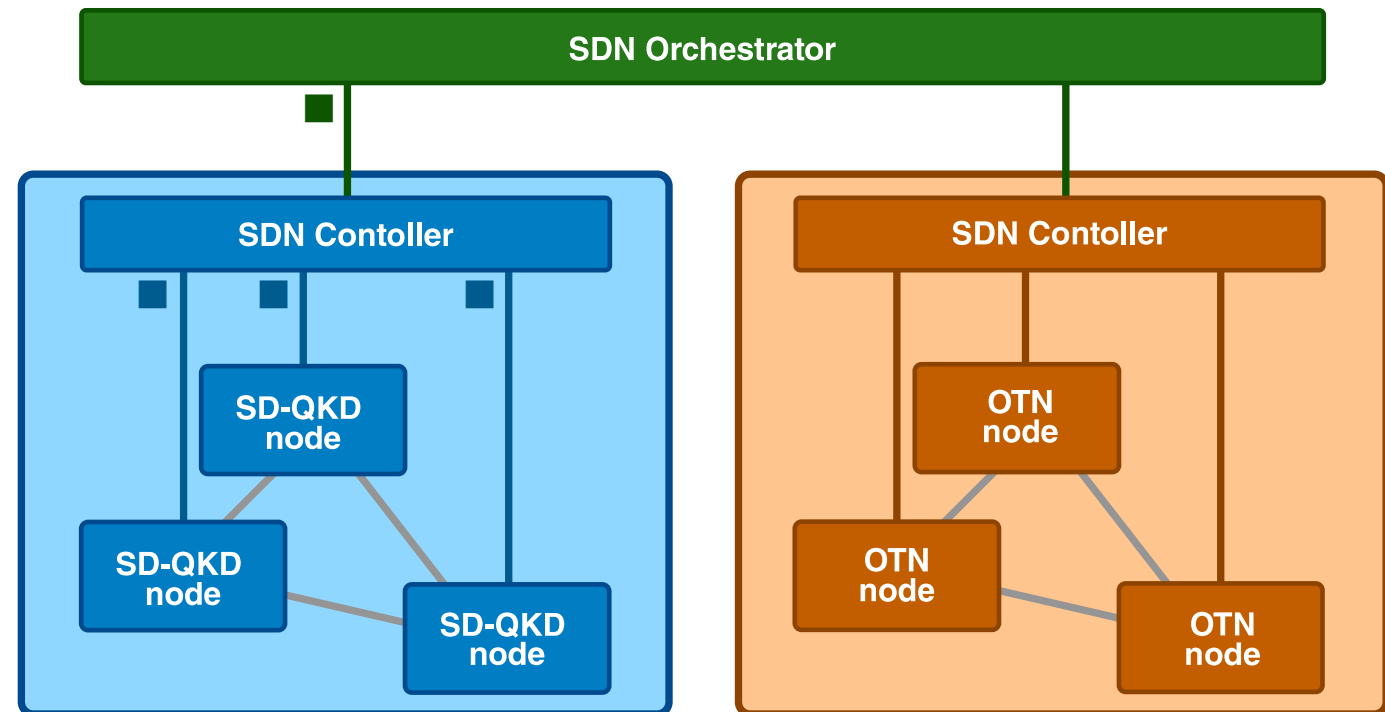 SDN Orchestrator
SDN Contoller
SD-QKD
node
SD-QKD
node
SD-QKD
node
SDN Contoller
OTN
node
OTN
node
OTN
node